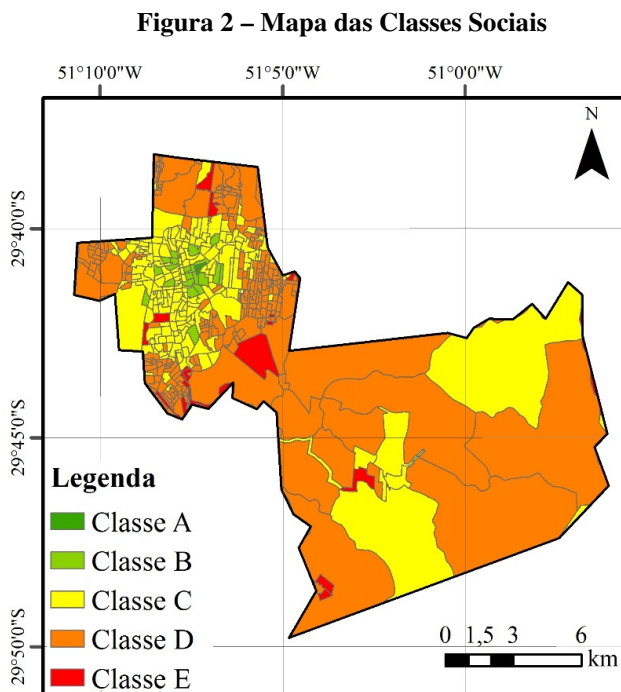 Figura 2 – Mapa das Classes Sociais
51°10'0"W 51°5'0"W 51°0'0"W
N
29°40'0"S
29°45'0"S
29°50'0"S
Legenda
Classe A
Classe B
Classe C
Classe D
Classe E
0 1,5 3 6
km